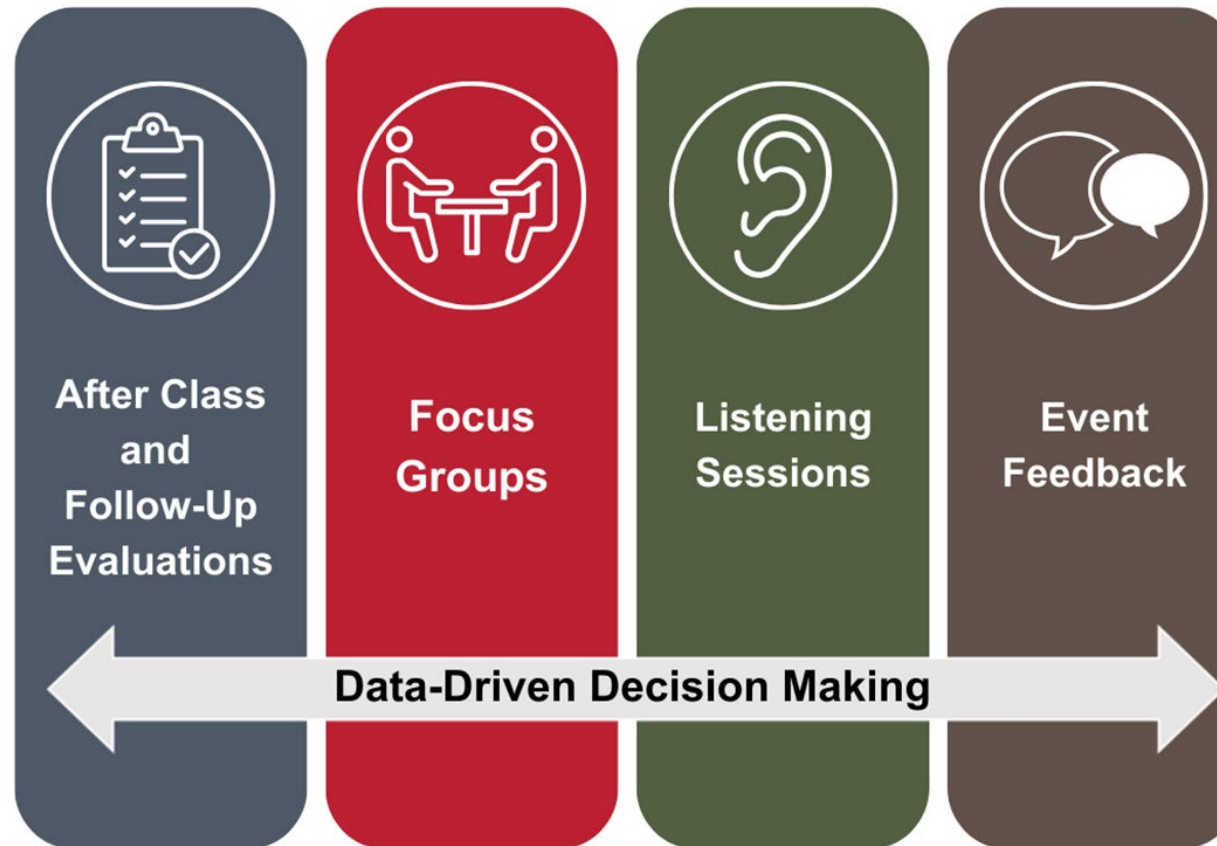 After Class
and
Follow-Up
Evaluations
Focus
Groups
Listening
Sessions
Event
Feedback
Data-Driven Decision Making